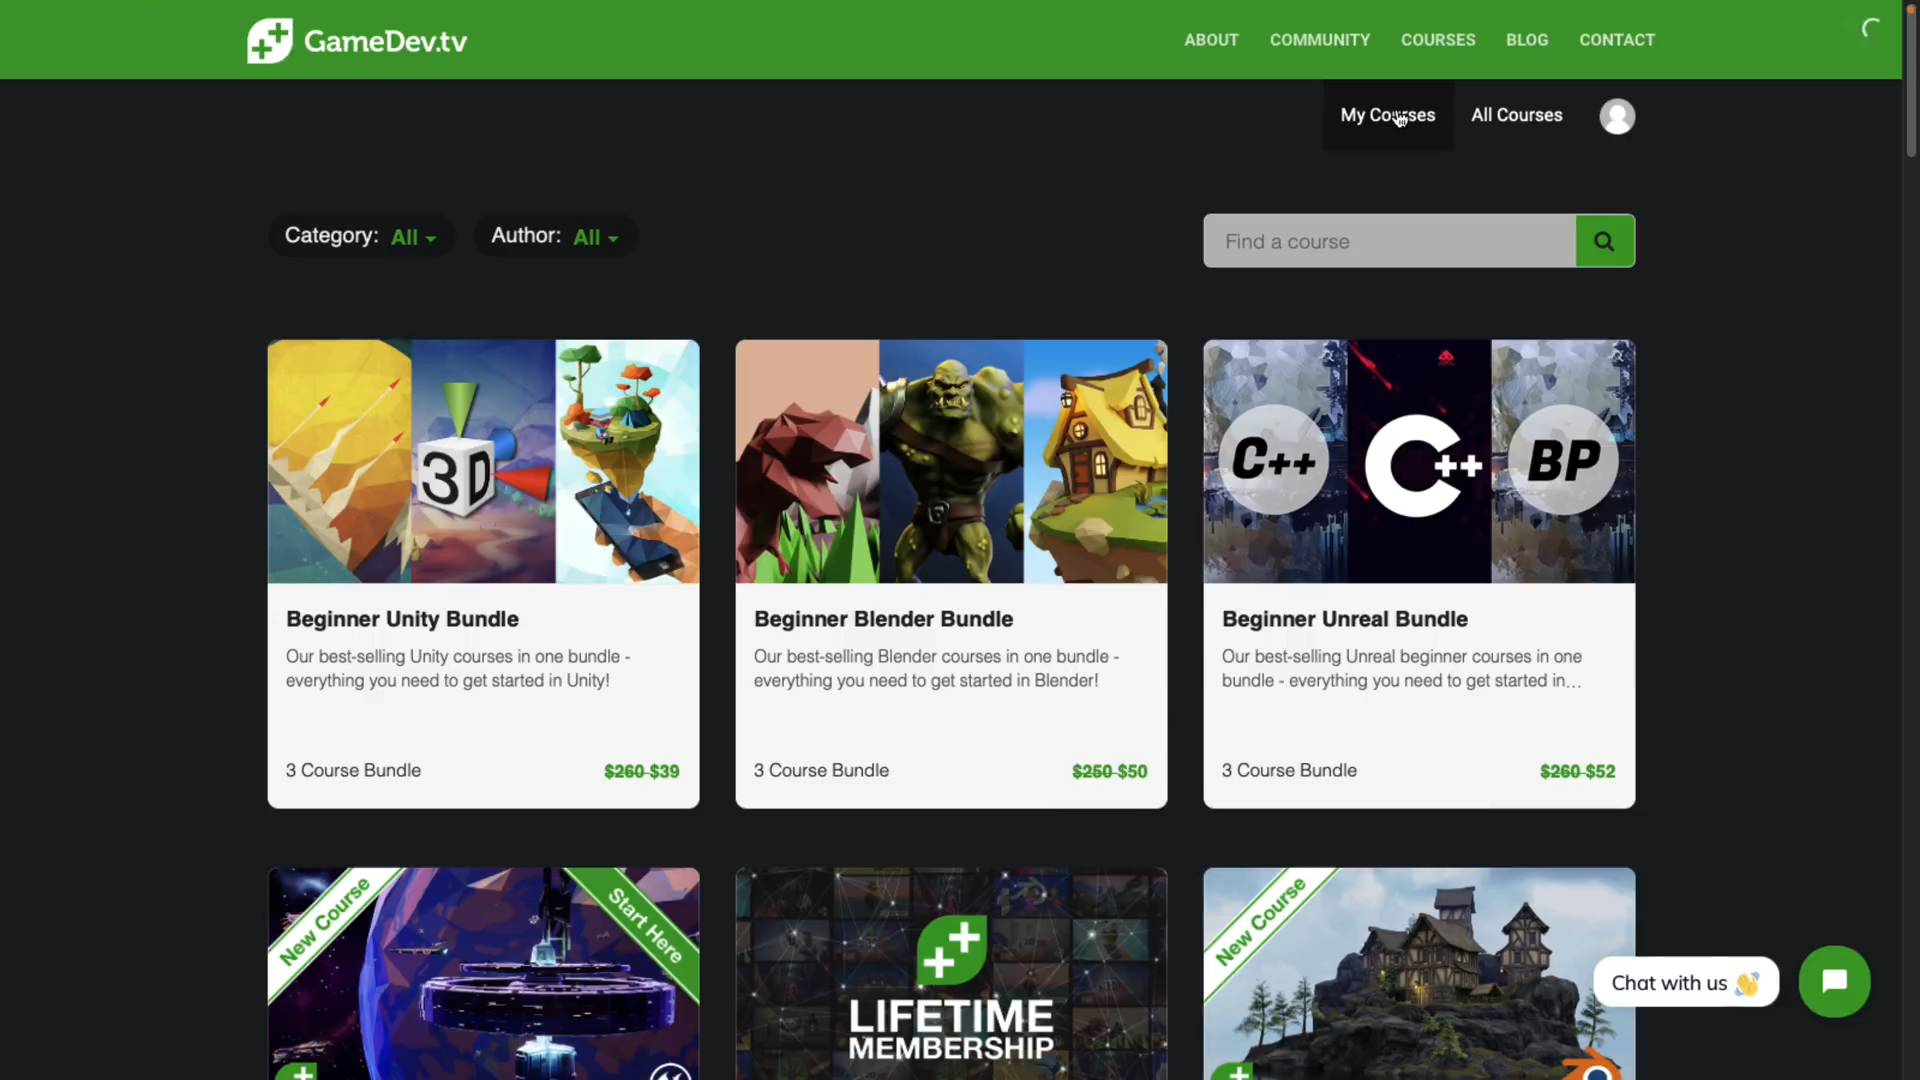 GameDev.tv
ABOUT COMMUNITY COURSES BLOG CONTACT
My Courses All Courses
Category: All Author: All
Find a course
3D
C++
C++
BP
Beginner Unity Bundle
Our best-selling Unity courses in one bundle -
everything you need to get started in Unity!
3 Course Bundle
$260 $39
Beginner Blender Bundle
Our best-selling Blender courses in one bundle -
everything you need to get started in Blender!
3 Course Bundle
$250 $50
Beginner Unreal Bundle
Our best-selling Unreal beginner courses in one
bundle - everything you need to get started in...
3 Course Bundle
$260 $52
New Course
Start Here
LIFETIME
MEMBERSHIP
New Course
Chat with us 👋